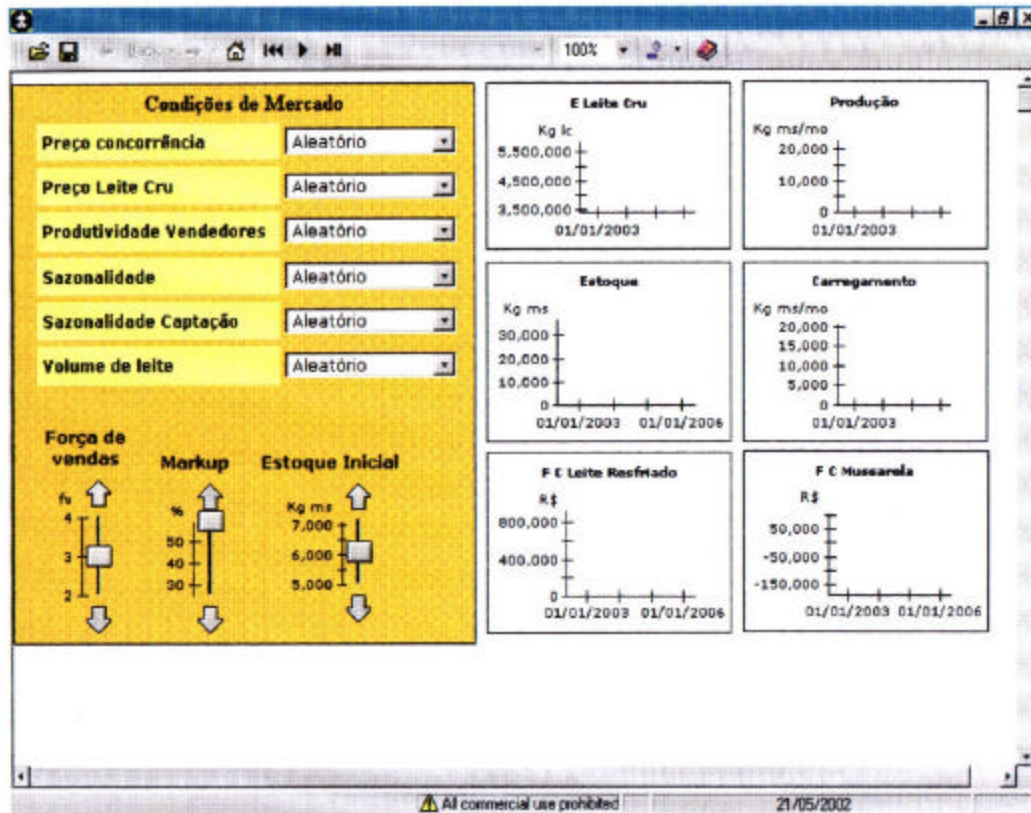 100%
Condições de Mercado
Preço concorrência Aleatório
Preço Leite Cru Aleatório
Produtividade Vendedores Aleatório
Sazonalidade Aleatório
Sazonalidade Captação Aleatório
Volume de leite Aleatório
Força de
vendas
fv
4
3
2
Markup
%
50
40
30
Estoque Inicial
Kg ms
7,000
6,000
5,000
E Leite Cru
Kg lc
5,500,000
4,500,000
3,500,000
01/01/2003
Produção
Kg ms/mo
20,000
10,000
0
01/01/2003
Estoque
Kg ms
30,000
20,000
10,000
0
01/01/2003 01/01/2006
Carregamento
Kg ms/mo
20,000
15,000
10,000
5,000
0
01/01/2003
F C Leite Resfriado
R$
800,000
400,000
0
01/01/2003 01/01/2006
F C Mussarela
R$
50,000
-50,000
-150,000
01/01/2003 01/01/2006
All commercial use prohibited 21/05/2002